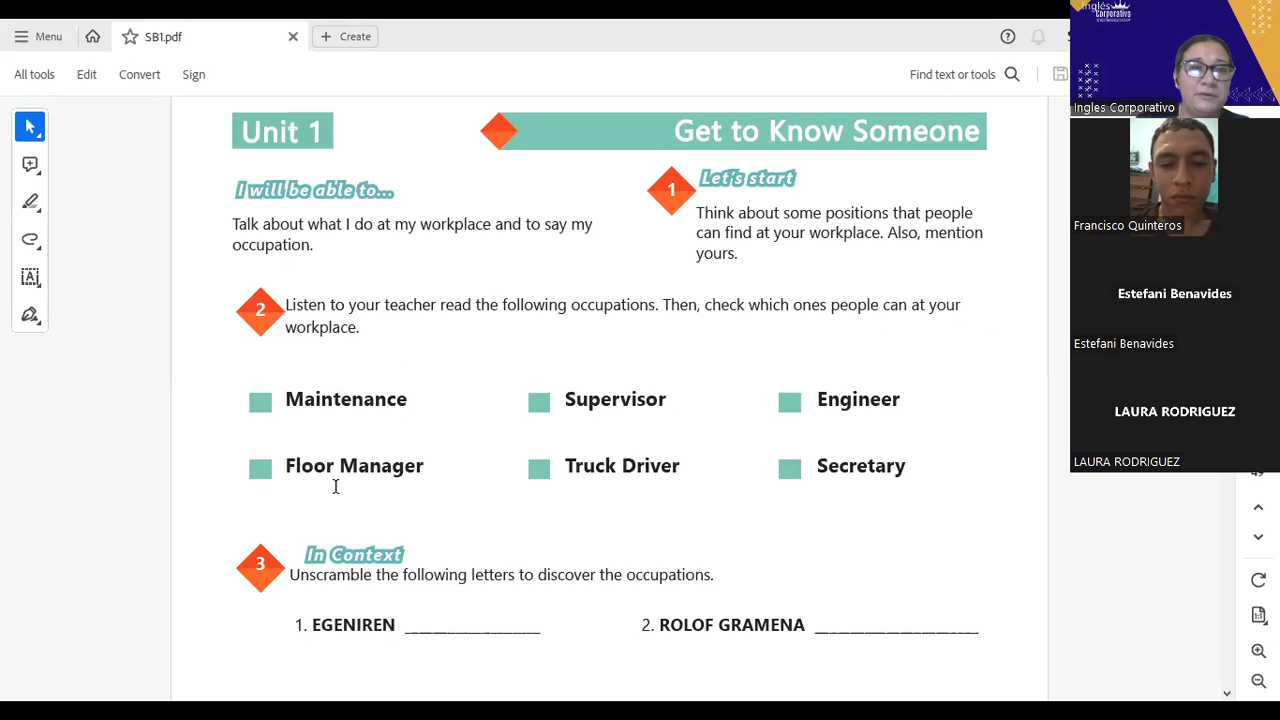 Menu
SB1.pdf
Create
All tools
Edit
Convert
Sign
Find text or tools
Unit 1
Get to Know Someone
I will be able to...
Talk about what I do at my workplace and to say my
occupation.
1
Let's start
Think about some positions that people
can find at your workplace. Also, mention
yours.
2
Listen to your teacher read the following occupations. Then, check which ones people can at your
workplace.
Maintenance
Supervisor
Engineer
Floor Manager
Truck Driver
Secretary
3
In Context
Unscramble the following letters to discover the occupations.
1. EGENIREN ________________
2. ROLOF GRAMENA ___________________
Inglés
corporativo
Ingles Corporativo
Francisco Quinteros
Estefani Benavides
Estefani Benavides
LAURA RODRIGUEZ
LAURA RODRIGUEZ